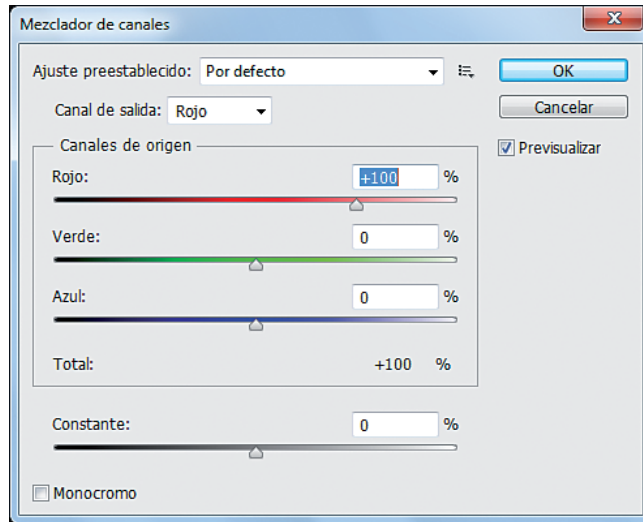 Mezclador de canales
Ajuste preestablecido: Por defecto
OK
Canal de salida: Rojo
Cancelar
Canales de origen
Previsualizar
Rojo: +100 %
Verde: 0 %
Azul: 0 %
Total: +100 %
Constante: 0 %
Monocromo